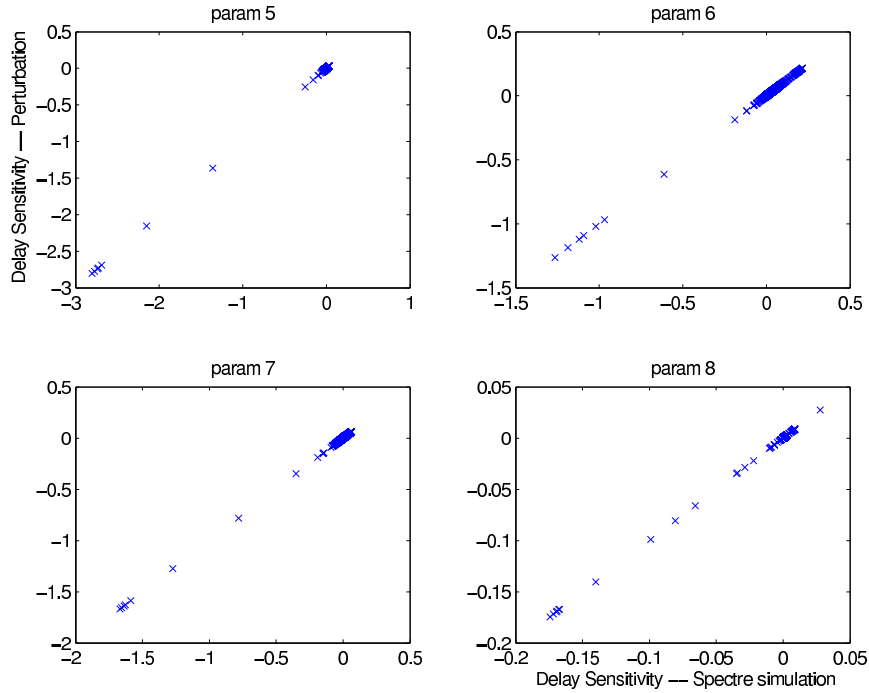 param 5
0.5
0
−0.5
−1
−1.5
−2
−2.5
−3
−3 −2 −1 0 1
Delay Sensitivity –– Perturbation
param 6
0.5
0
−0.5
−1
−1.5
−1.5 −1 −0.5 0 0.5
param 7
0.5
0
−0.5
−1
−1.5
−2
−2 −1.5 −1 −0.5 0 0.5
param 8
0.05
0
−0.05
−0.1
−0.15
−0.2
−0.2 −0.15 −0.1 −0.05 0 0.05
Delay Sensitivity –– Spectre simulation